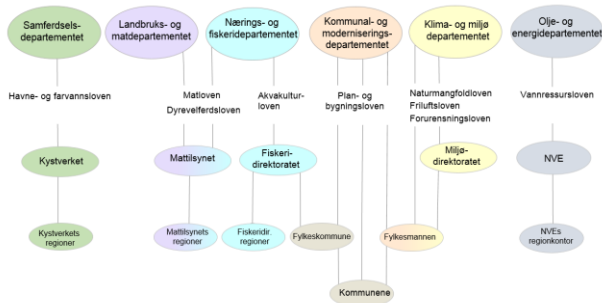 Samferdsels-
departementet
Landbruks- og
matdepartementet
Nærings- og
fiskeridepartementet
Kommunal- og
moderniserings-
departementet
Klima- og miljø
departementet
Olje- og
energidepartementet
Havne- og farvannsloven
Matloven
Dyrevelferdsloven
Akvakultur-
loven
Plan- og
bygningsloven
Naturmangfoldloven
Friluftsloven
Forurensningsloven
Vannressursloven
Kystverket
Mattilsynet
Fiskeri-
direktoratet
Miljø-
direktoratet
NVE
Kystverkets
regioner
Mattilsynets
regioner
Fiskeridir.
regioner
Fylkeskommune
Fylkesmannen
NVEs
regionkontor
Kommunene